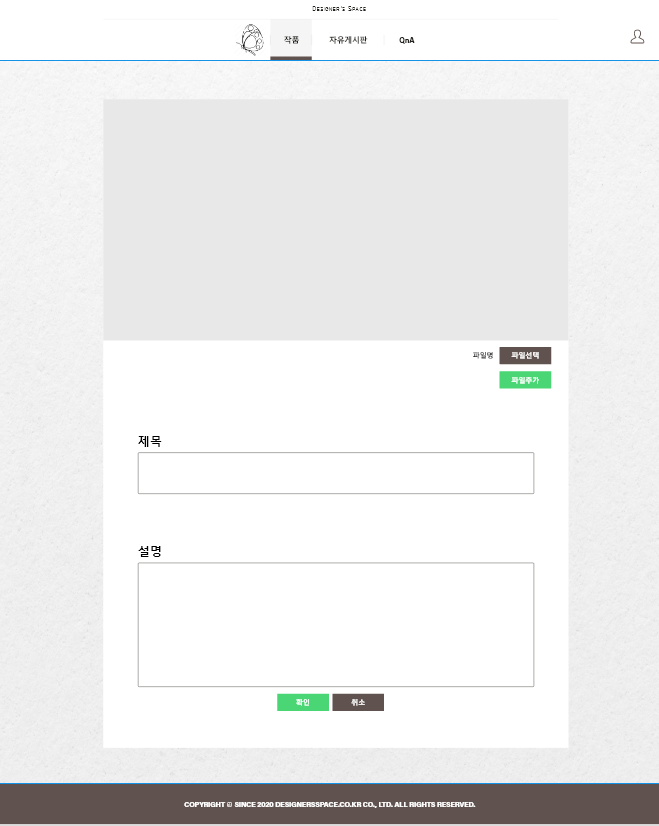 DESIGNER'S SPACE
작품 자유게시판 QnA
파일명 파일선택
파일추가
제목
설명
확인 취소
COPYRIGHT @ SINCE 2020 DESIGNERSSPACE.CO.KR CO., LTD. ALL RIGHTS RESERVED.